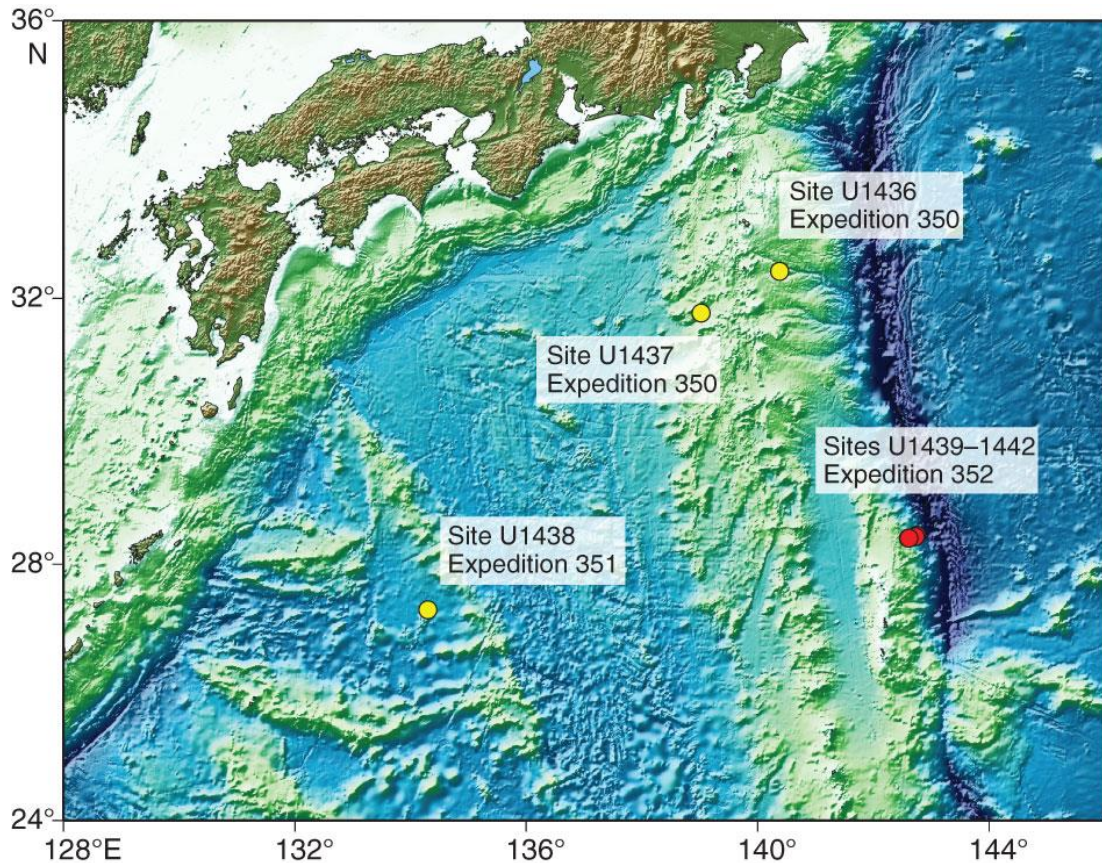 36°
N
Site U1436
Expedition 350
32°
Site U1437
Expedition 350
Sites U1439–1442
Expedition 352
28°
Site U1438
Expedition 351
24°
128°E 132° 136° 140° 144°